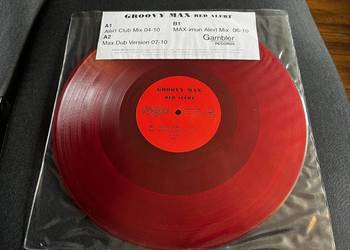 GROOVY MAX RED ALERT
A1
Alert Club Mix 04-10
A2
Max Dub Version 07-10
B1
MAX-imun Alert Mix 06-10
Gambler
RECORDS
GROOVY MAX
RED ALERT